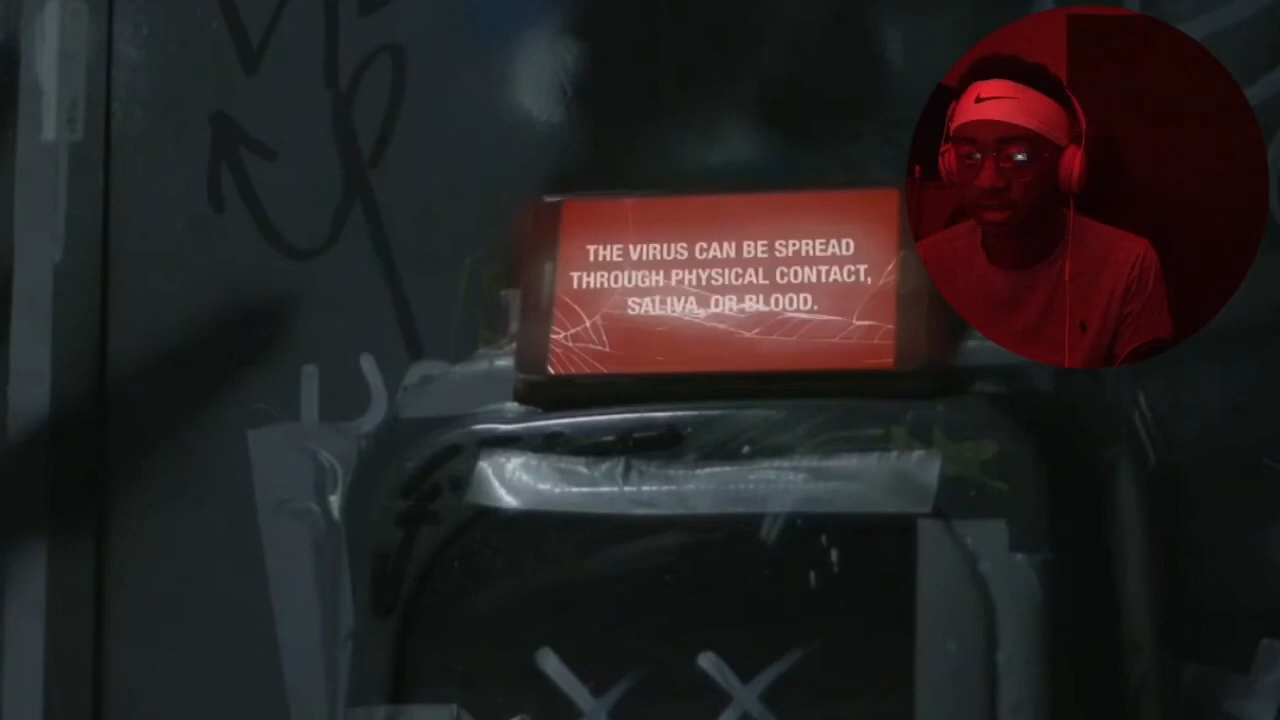 THE VIRUS CAN BE SPREAD
THROUGH PHYSICAL CONTACT,
SALIVA, OR BLOOD.